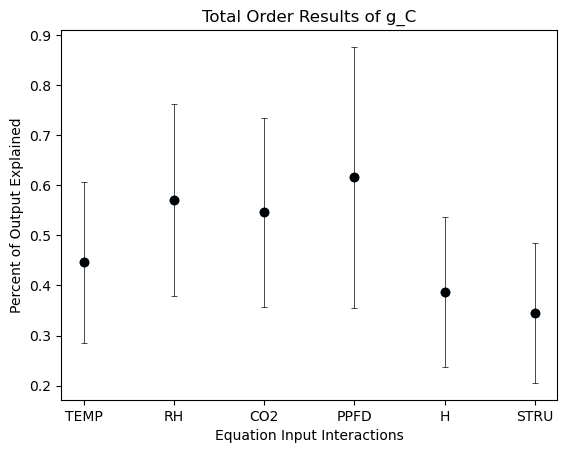 Total Order Results of g_C
Percent of Output Explained
0.9
0.8
0.7
0.6
0.5
0.4
0.3
0.2
TEMP RH CO2 PPFD H STRU
Equation Input Interactions